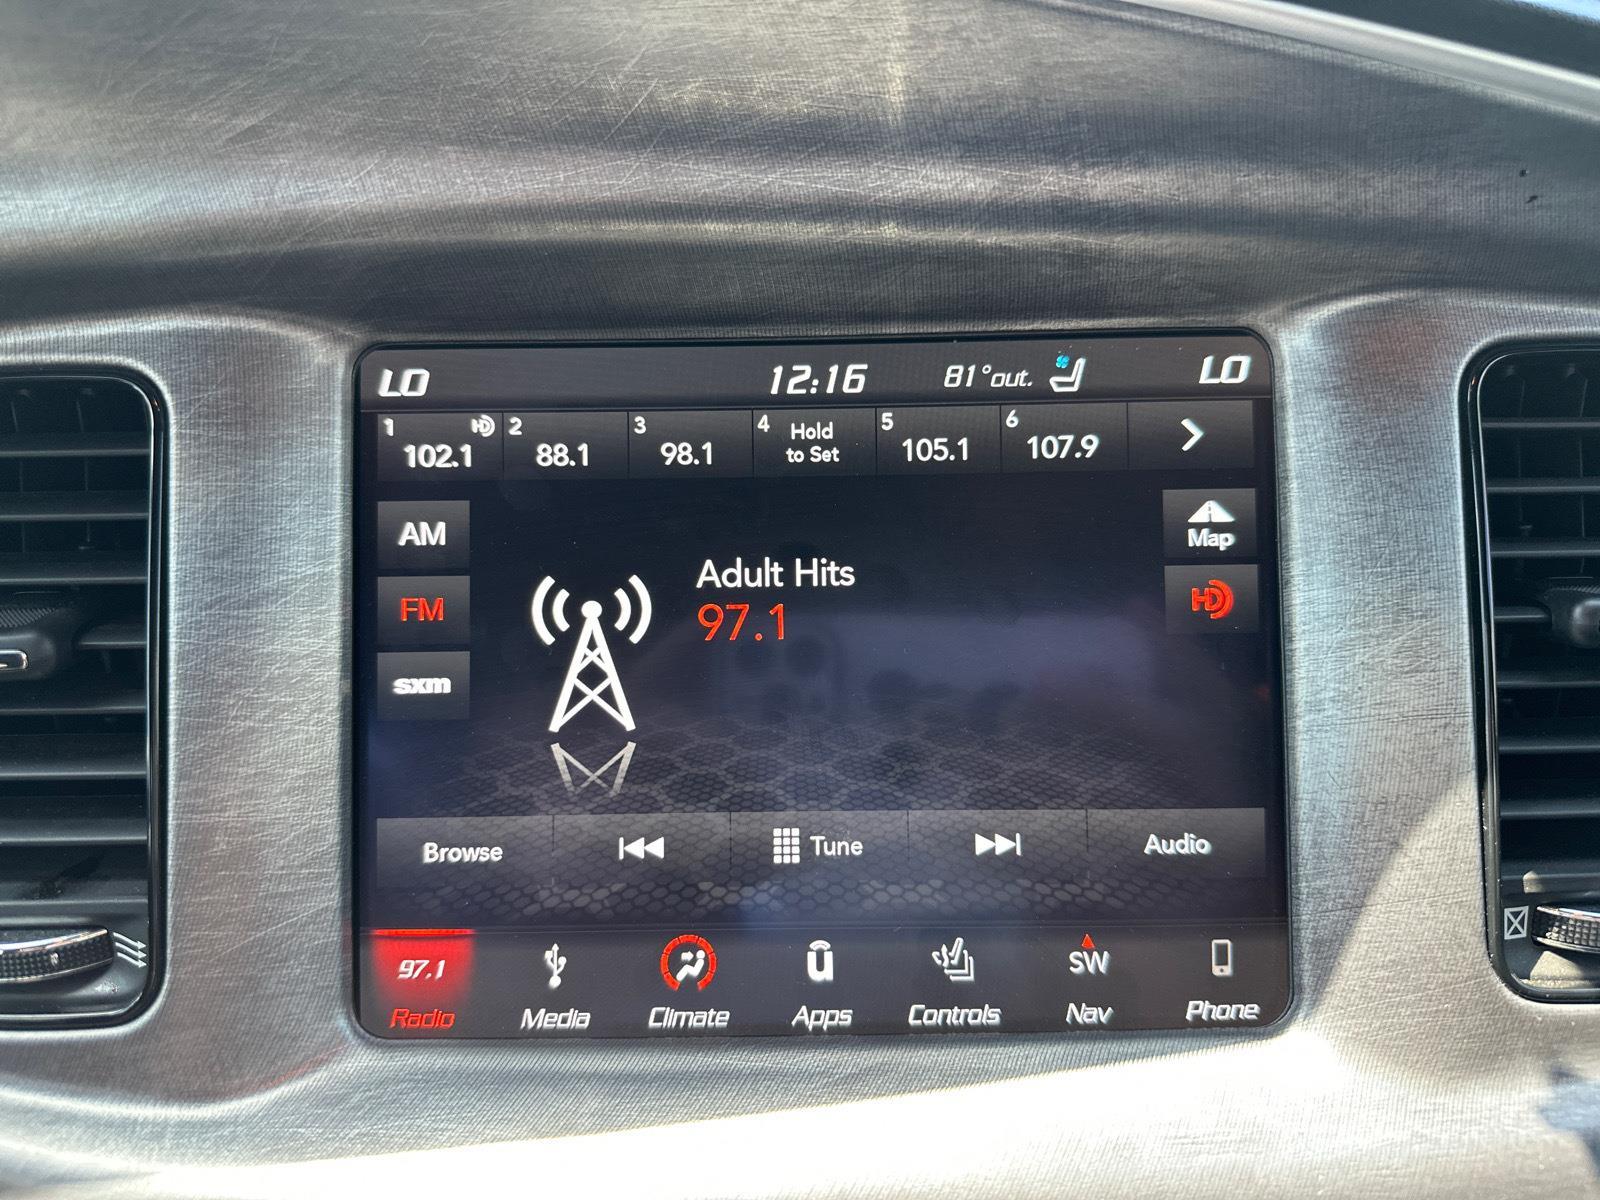 LO 12:16 81°out. LO
1 HD 2 3 4 Hold 5 6
102.1 88.1 98.1 to Set 105.1 107.9
AM
Map
Adult Hits
FM 97.1 HD
sxm
Browse Tune Audio
97.1 u SW
Radio Media Climate Apps Controls Nav Phone